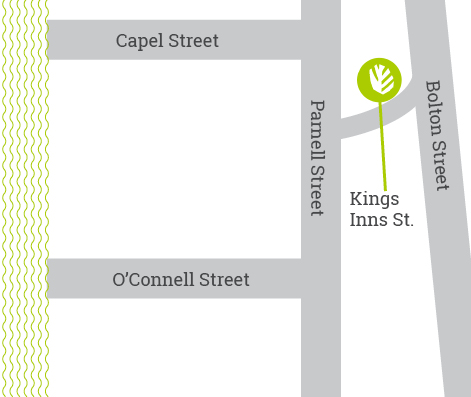 Capel Street
Parnell Street
Bolton Street
Kings
Inns St.
O’Connell Street